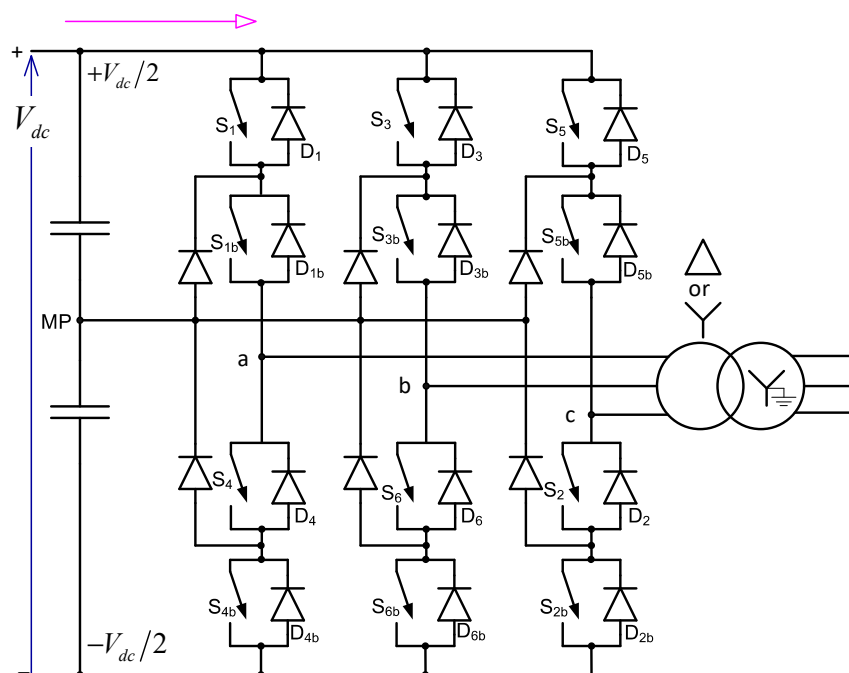 +
+V_dc/2
V_dc
S_1
D_1
S_3
D_3
S_5
D_5
S_1b
D_1b
S_3b
D_3b
S_5b
D_5b
or
MP
a
b
c
S_4
D_4
S_6
D_6
S_2
D_2
S_4b
D_4b
S_6b
D_6b
S_2b
D_2b
−V_dc/2
−